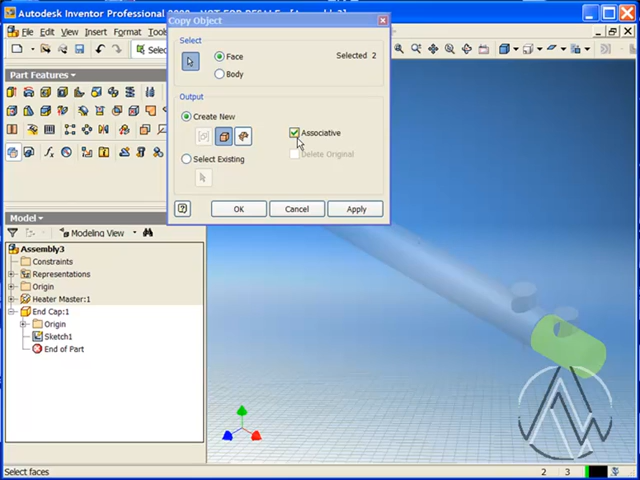 Autodesk Inventor Professional
Copy Object
File Edit View Insert Format Tools
Select
Part Features
Select
Face
Selected 2
Body
Output
Create New
Associative
Select Existing
Delete Original
OK
Cancel
Apply
Model
Modeling View
Assembly3
Constraints
Representations
Origin
Heater Master:1
End Cap:1
Origin
Sketch1
End of Part
Select faces
2
3